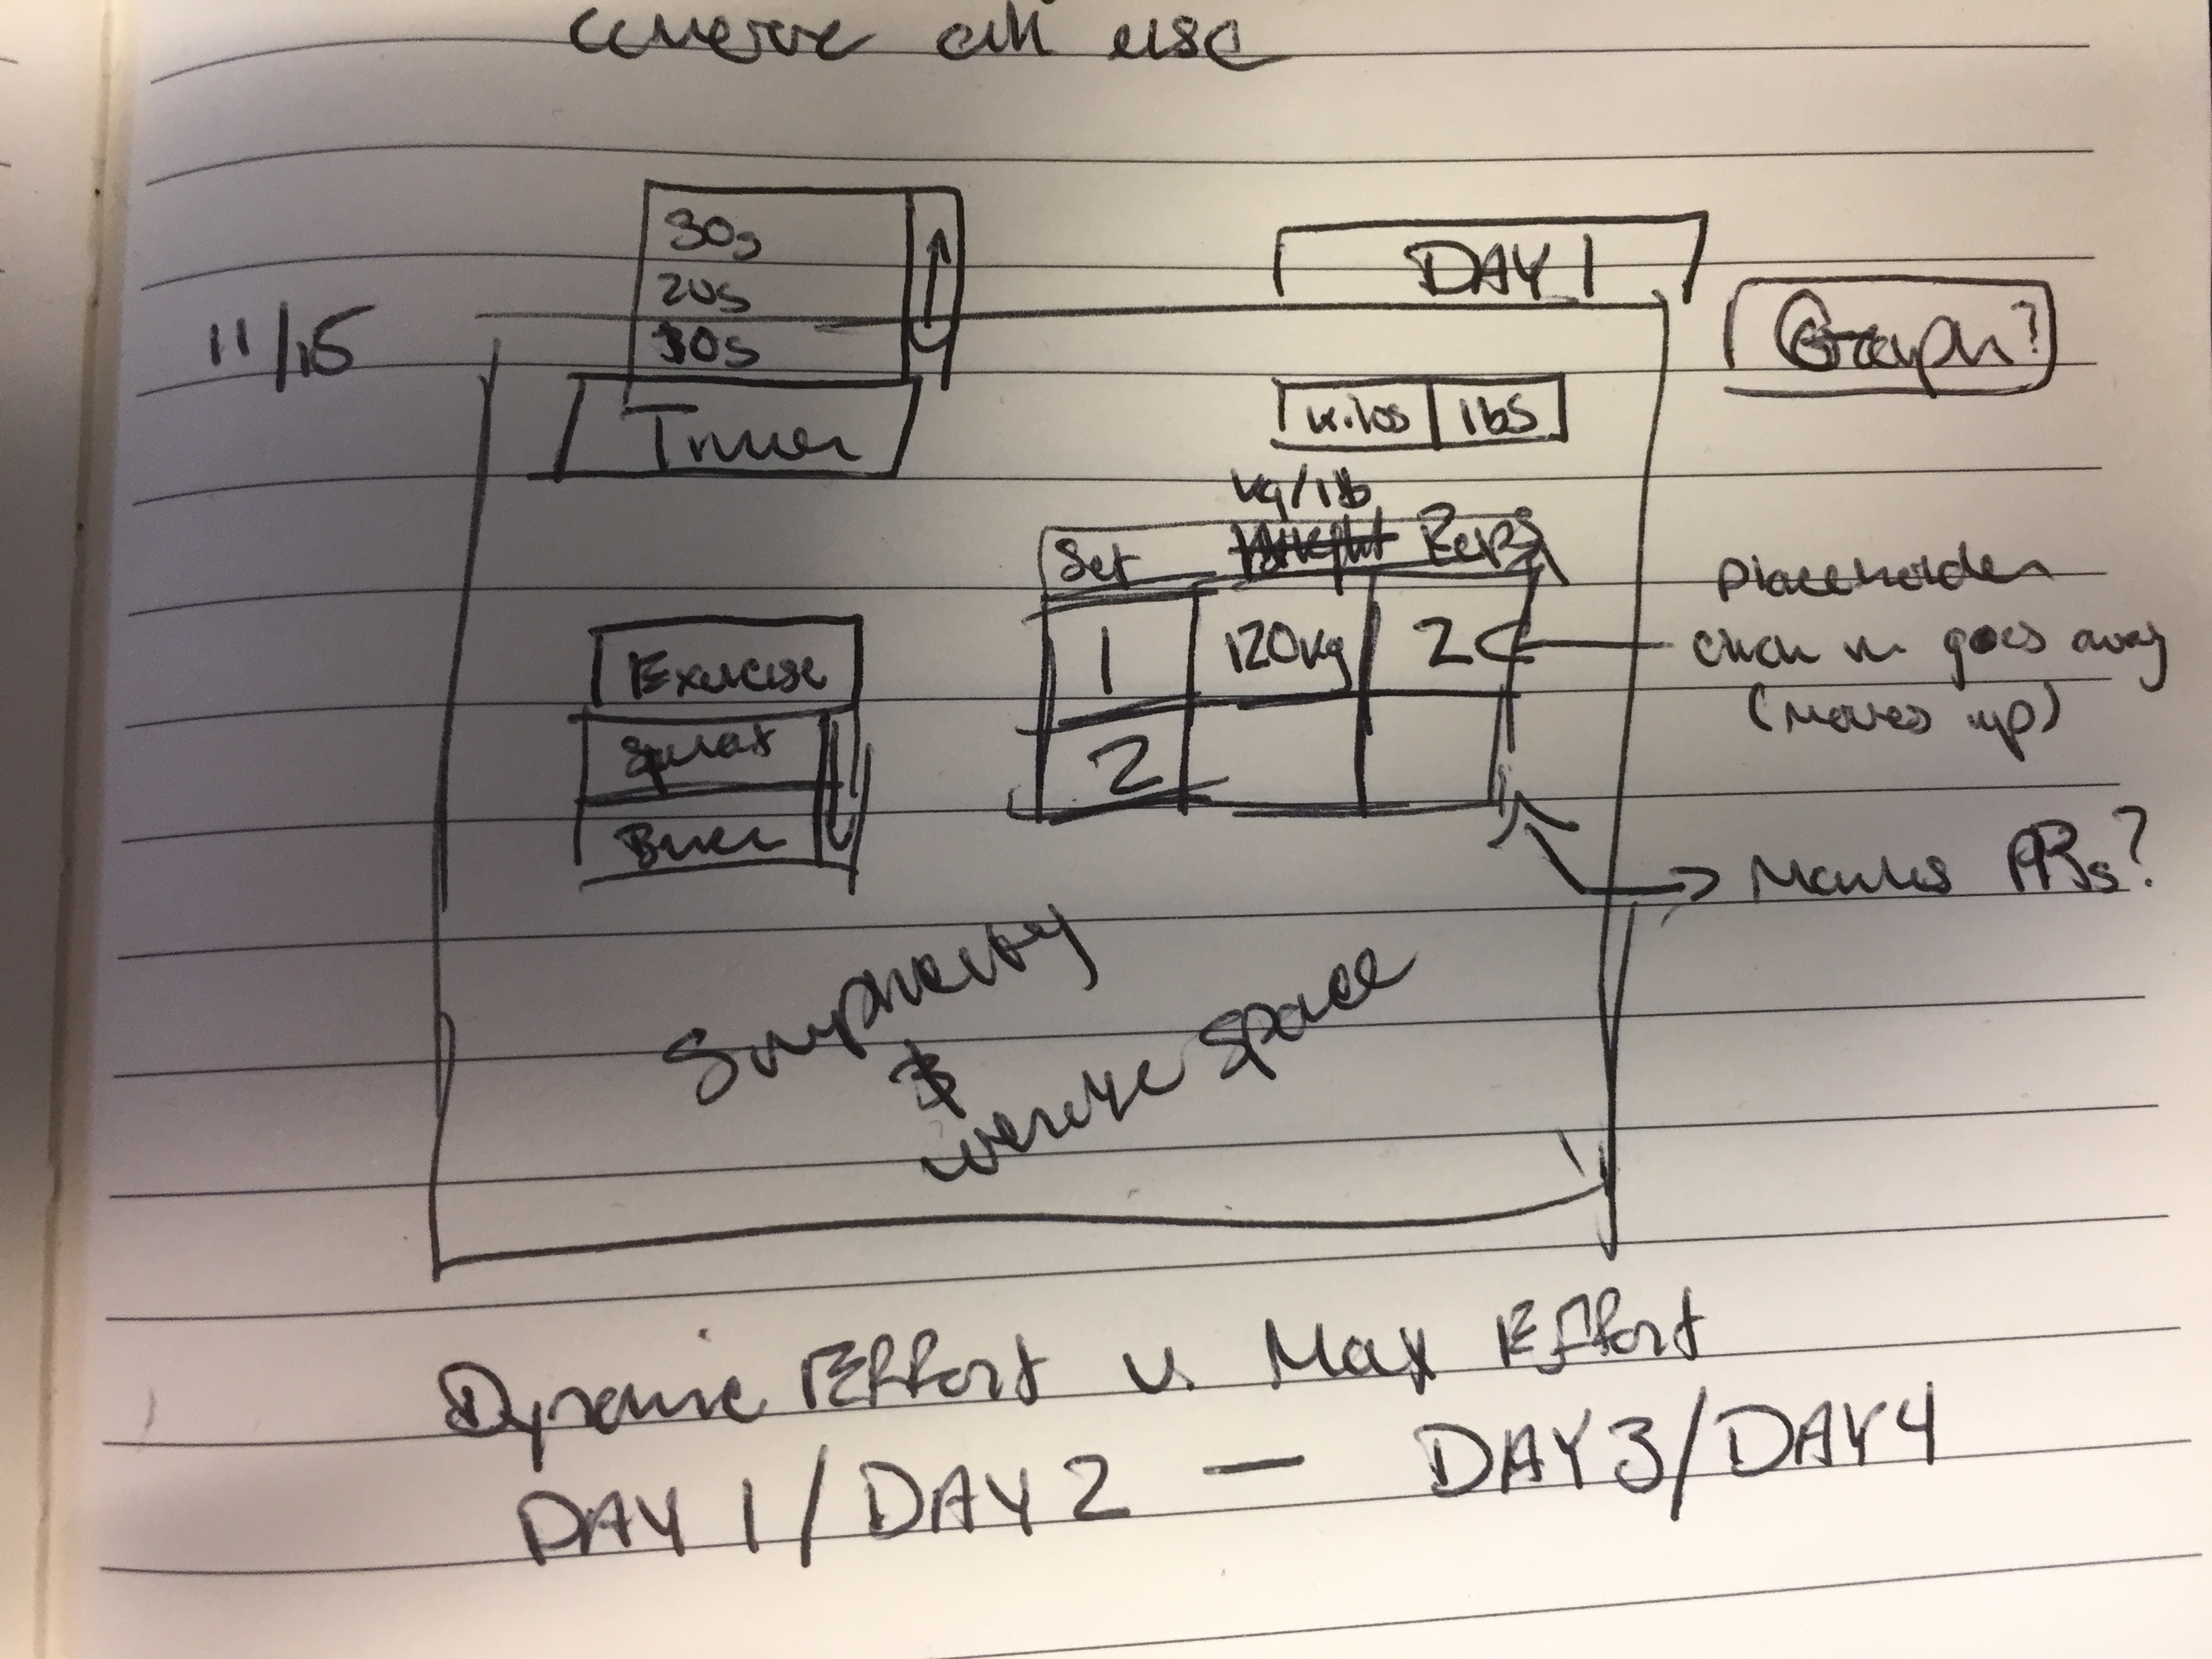 all else
30s
20s
10s
DAY 1
11/15
Graph?
Timer
kilos lbs
kg/lb
Set Weight Reps
Placeholder
Exercise
1 120kg 2
click in goes away
(moves up)
Squat
2
Bench
Marks PRs?
Simplicity
&
white space
Dynamic Effort v. Max Effort
DAY 1/DAY 2 — DAY 3/DAY 4